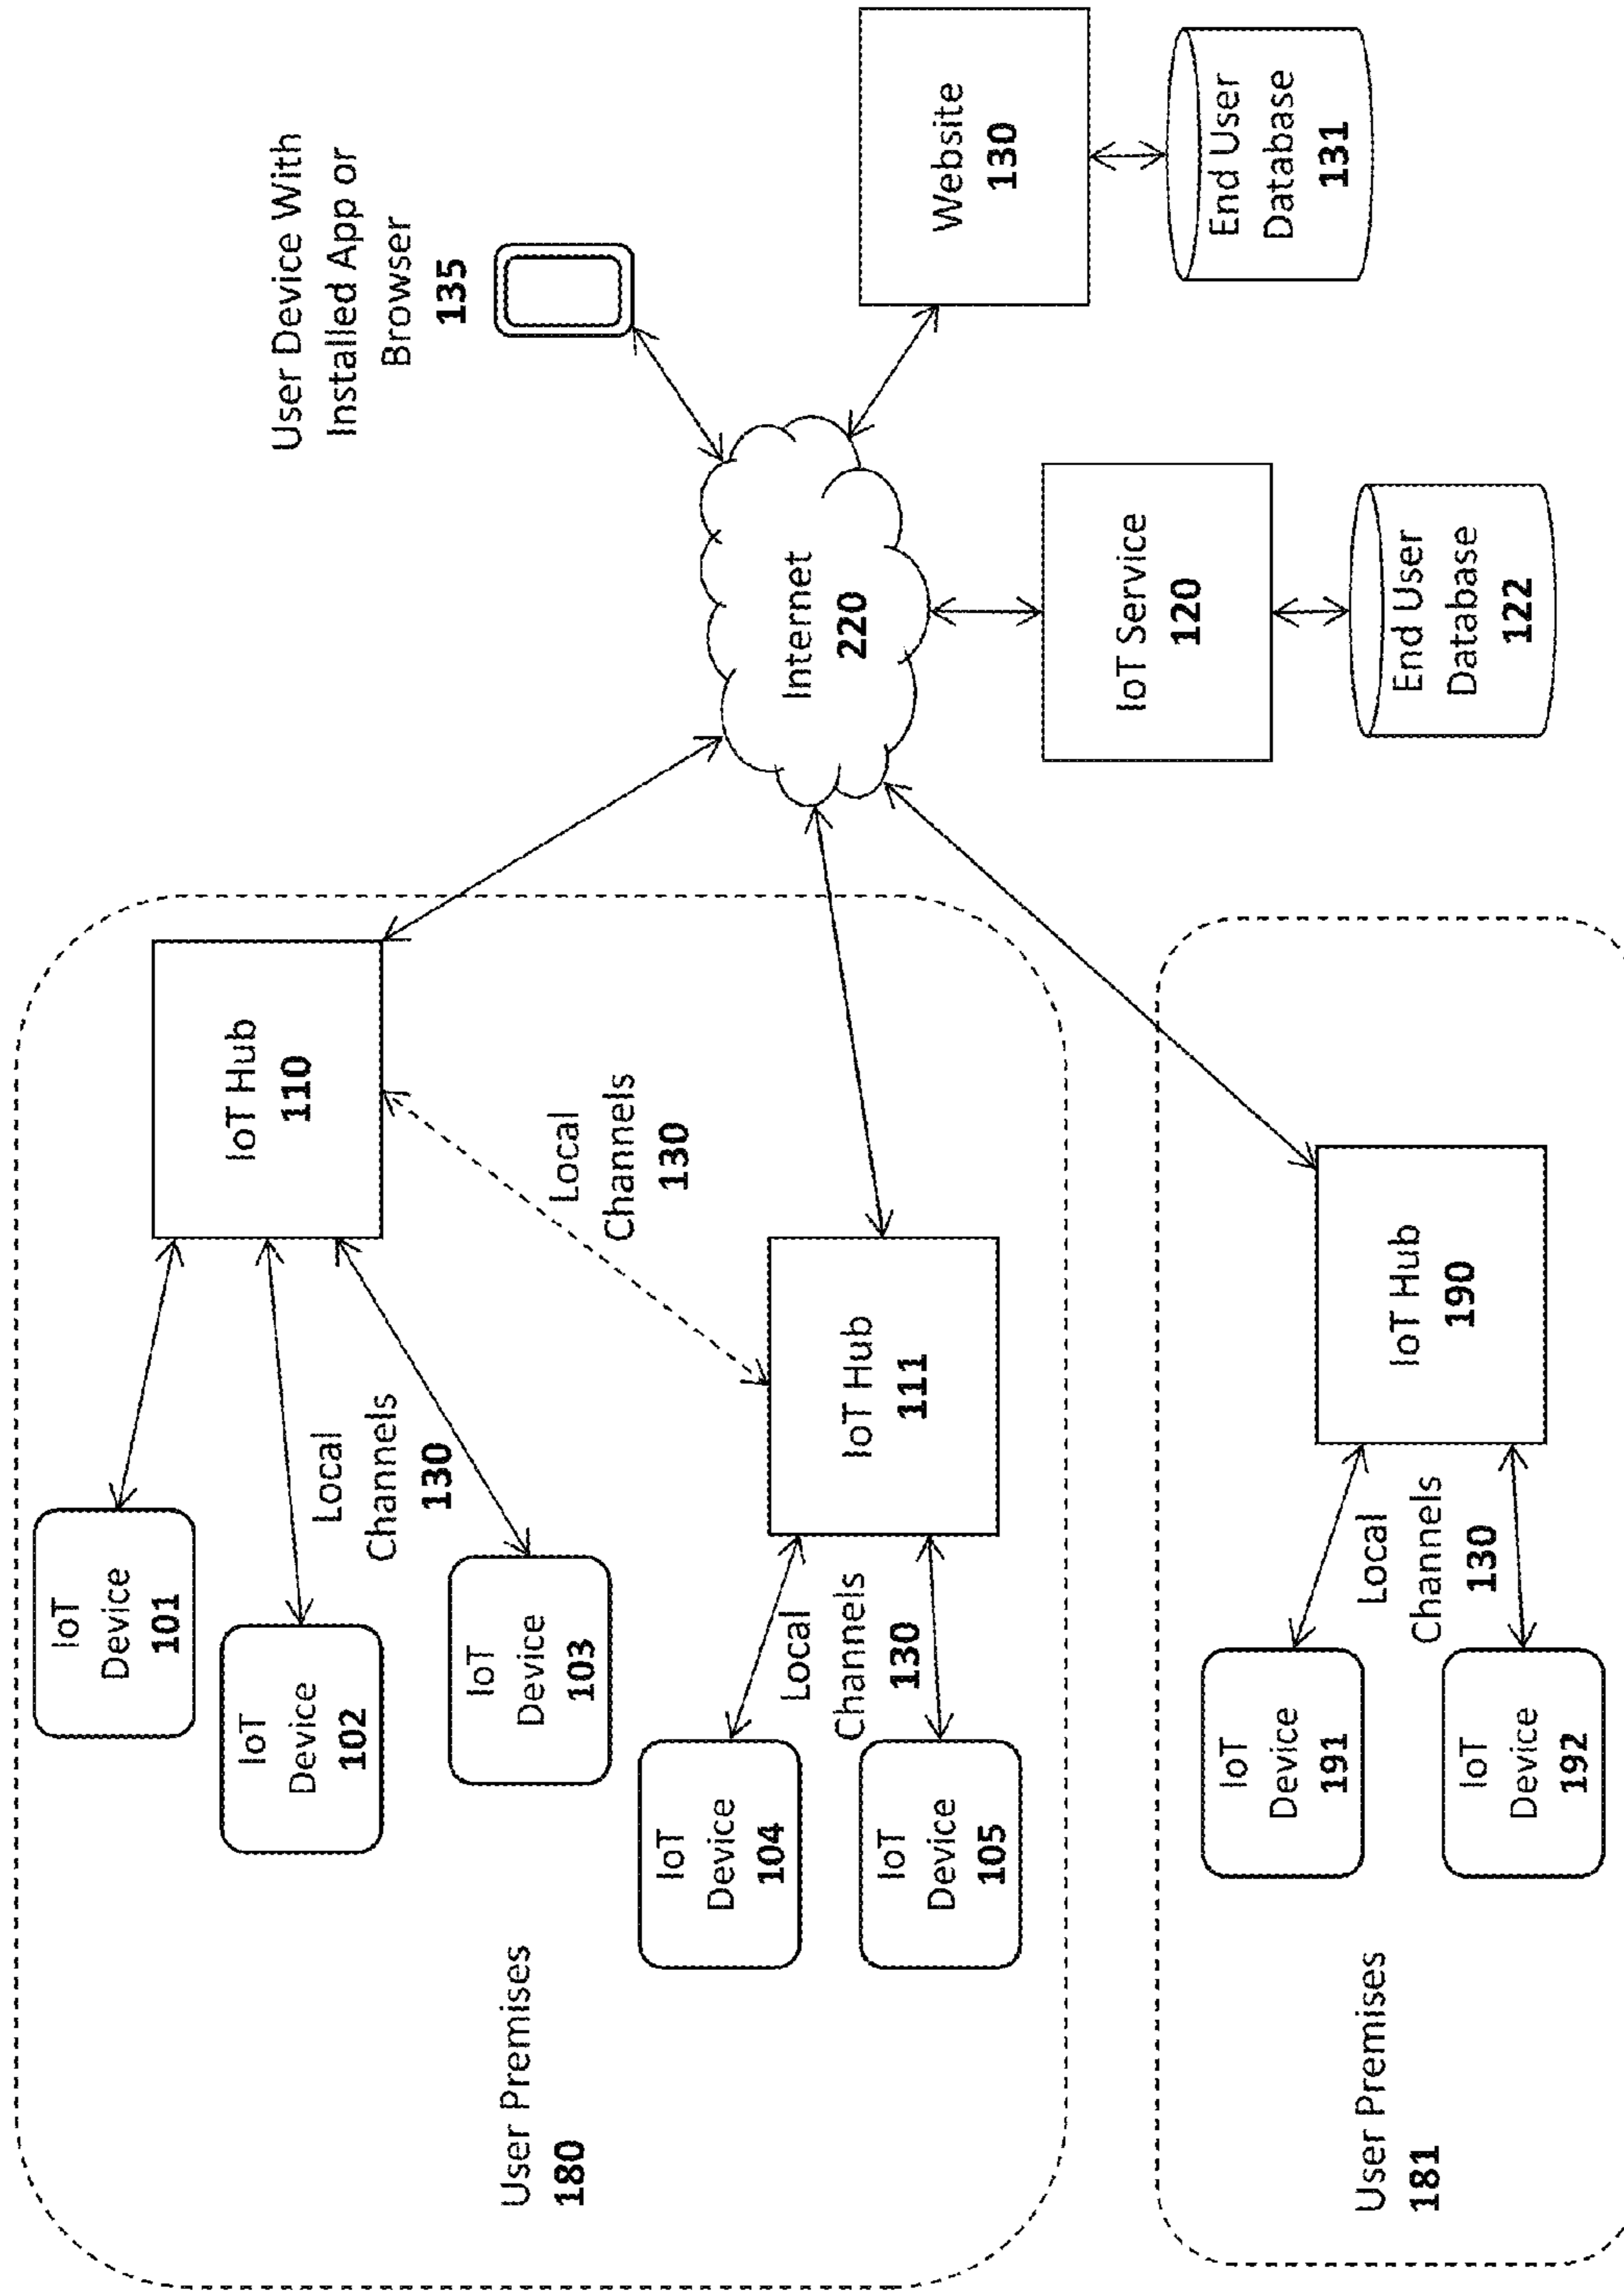 IoT
Device
101
IoT
Device
102
Local
Channels
130
IoT
Device
103
IoT Hub
110
User Device With
Installed App or
Browser
135
Local
Channels
130
User Premises
180
IoT
Device
104
Local
Channels
130
IoT
Device
105
IoT Hub
111
Internet
220
Website
130
End User
Database
131
IoT Service
120
End User
Database
122
User Premises
181
IoT
Device
191
Local
Channels
130
IoT
Device
192
IoT Hub
190